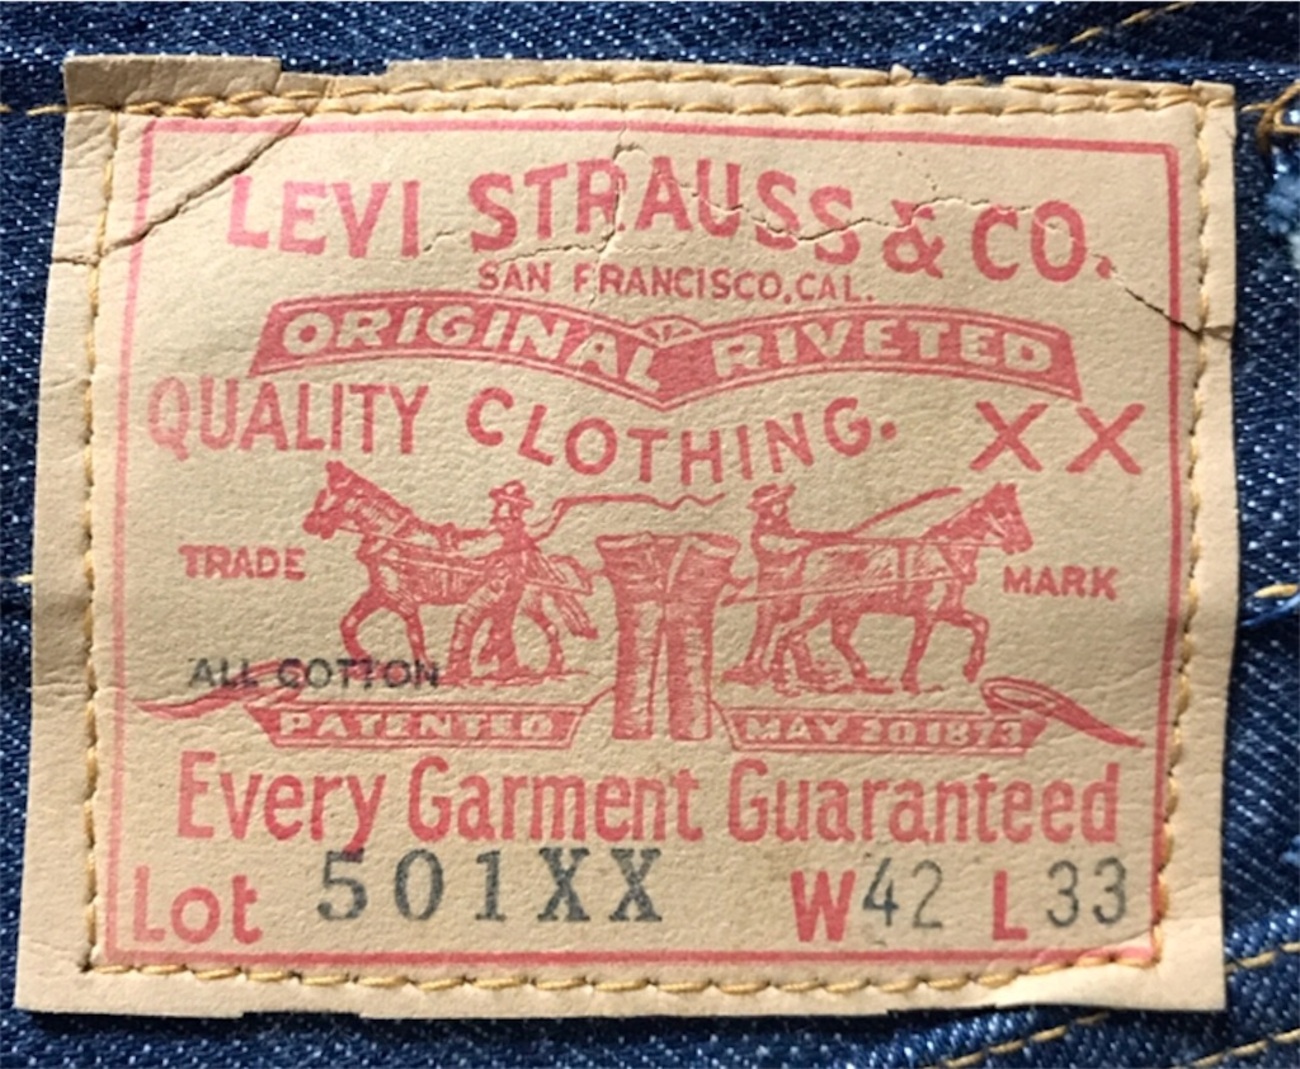 LEVI STRAUSS & CO.
SAN FRANCISCO, CAL.
ORIGINAL RIVETED
QUALITY CLOTHING. XX
TRADE MARK
ALL COTTON
PATENTED MAY 20 1873
Every Garment Guaranteed
Lot 501XX W42 L33